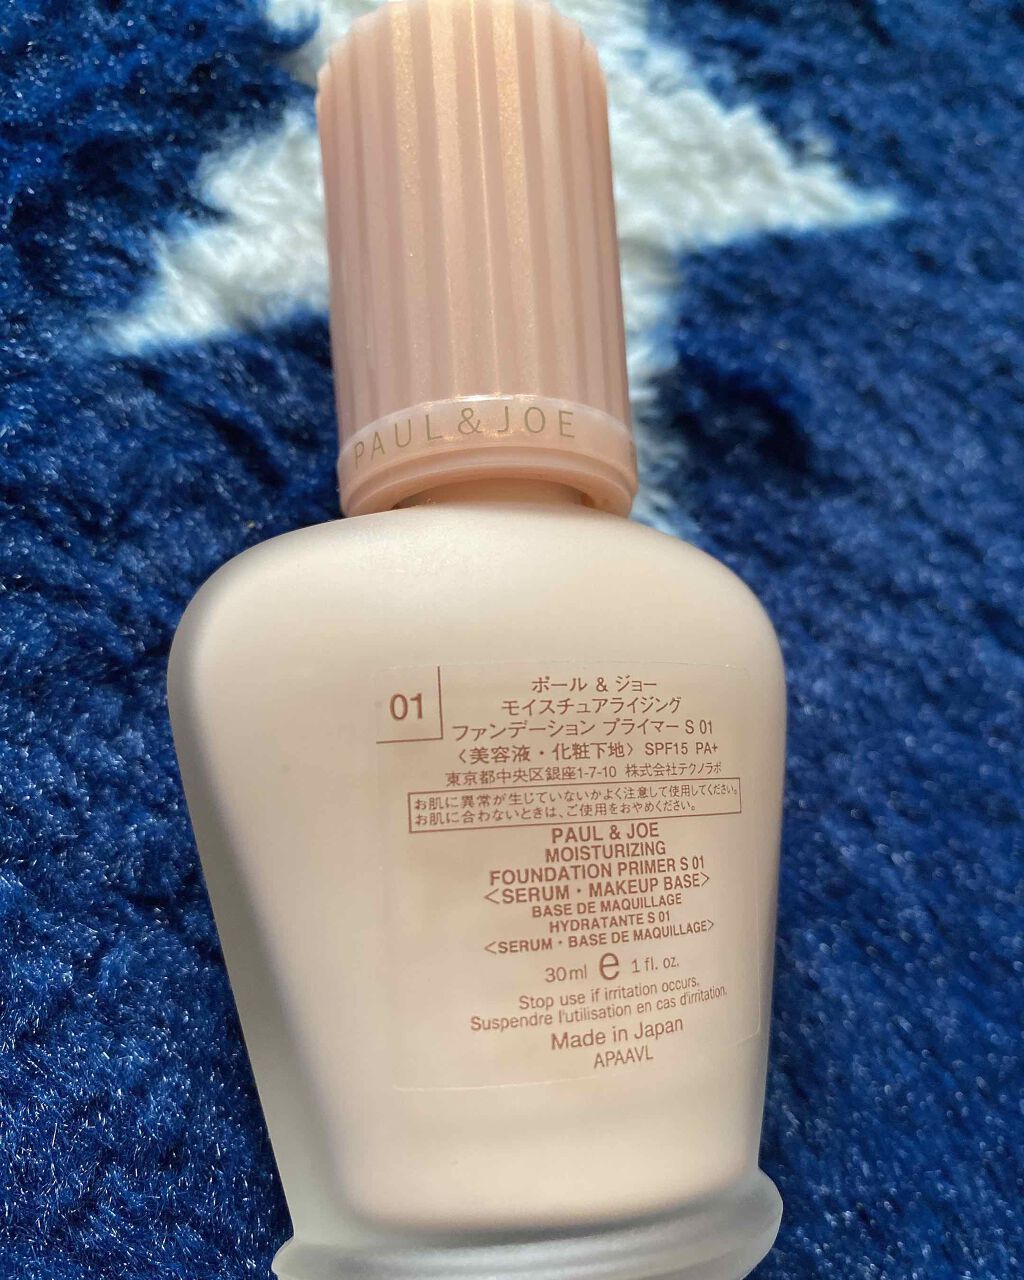 PAUL & JOE
01
ポール & ジョー
モイスチュアライジング
ファンデーション プライマー S 01
〈美容液・化粧下地〉 SPF15 PA+
東京都中央区銀座1-7-10 株式会社テクノラボ
お肌に異常が生じていないかよく注意して使用してください。
お肌に合わないときは、ご使用をおやめください。
PAUL & JOE
MOISTURIZING
FOUNDATION PRIMER S 01
<SERUM・MAKEUP BASE>
BASE DE MAQUILLAGE
HYDRATANTE S 01
<SERUM・BASE DE MAQUILLAGE>
30ml e 1 fl. oz.
Stop use if irritation occurs.
Suspendre l'utilisation en cas d'irritation.
Made in Japan
APAAVL